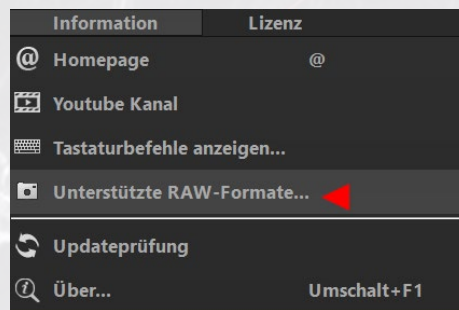 Information Lizenz
Homepage @
Youtube Kanal
Tastaturbefehle anzeigen...
Unterstützte RAW-Formate...
Updateprüfung
Über... Umschalt+F1